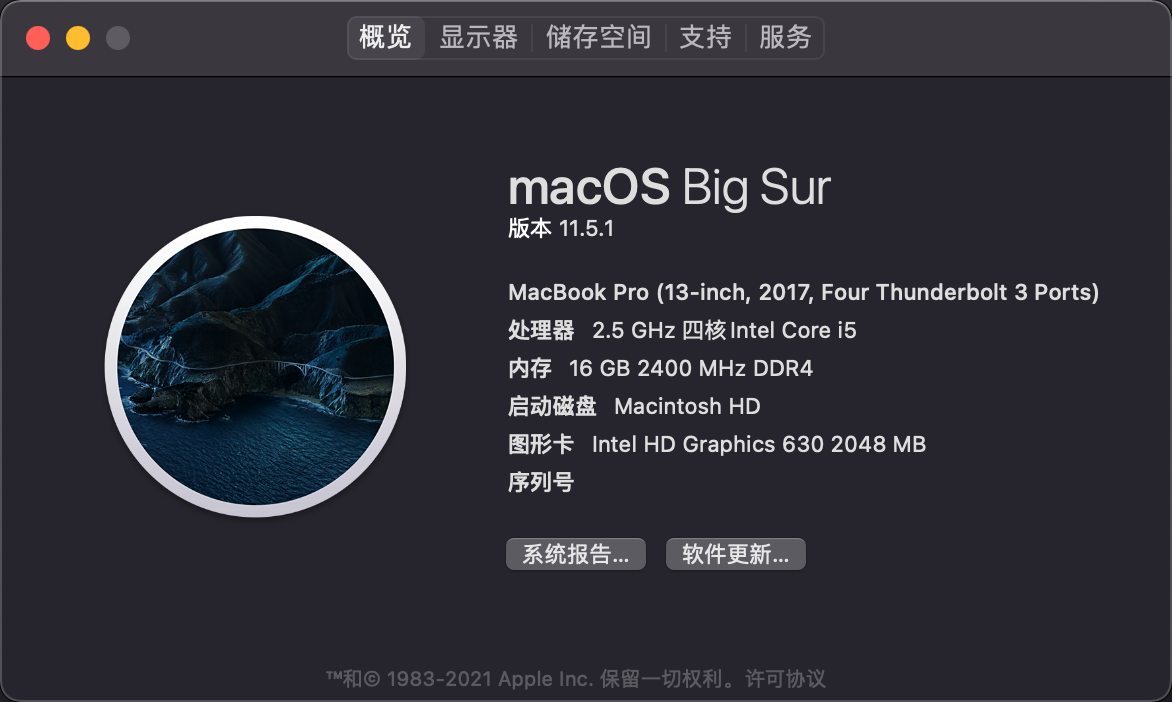 概览 显示器 储存空间 支持 服务
macOS Big Sur
版本 11.5.1
MacBook Pro (13-inch, 2017, Four Thunderbolt 3 Ports)
处理器 2.5 GHz 四核Intel Core i5
内存 16 GB 2400 MHz DDR4
启动磁盘 Macintosh HD
图形卡 Intel HD Graphics 630 2048 MB
序列号
系统报告... 软件更新...
™和© 1983-2021 Apple Inc. 保留一切权利。许可协议